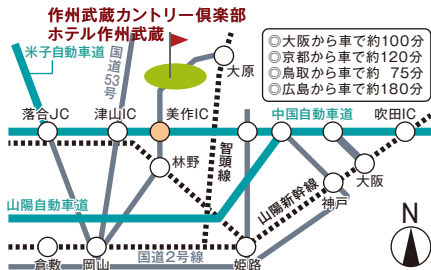 作州武蔵カントリー倶楽部
ホテル作州武蔵
米子自動車道
国道53号
大原
◎大阪から車で約100分
◎京都から車で約120分
◎鳥取から車で約 75分
◎広島から車で約180分
落合JC
津山IC
美作IC
中国自動車道
吹田IC
林野
智頭線
大阪
山陽自動車道
山陽新幹線
神戸
N
倉敷
岡山
国道2号線
姫路